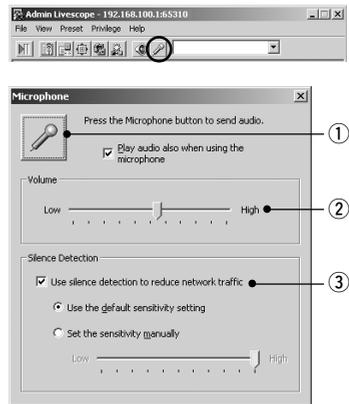 Admin Livescope - 192.168.100.1:65310
File View Preset Privilege Help
Microphone
Press the Microphone button to send audio.
①
Play audio also when using the
microphone
Volume
Low High ②
Silence Detection
Use silence detection to reduce network traffic ③
Use the default sensitivity setting
Set the sensitivity manually
Low High